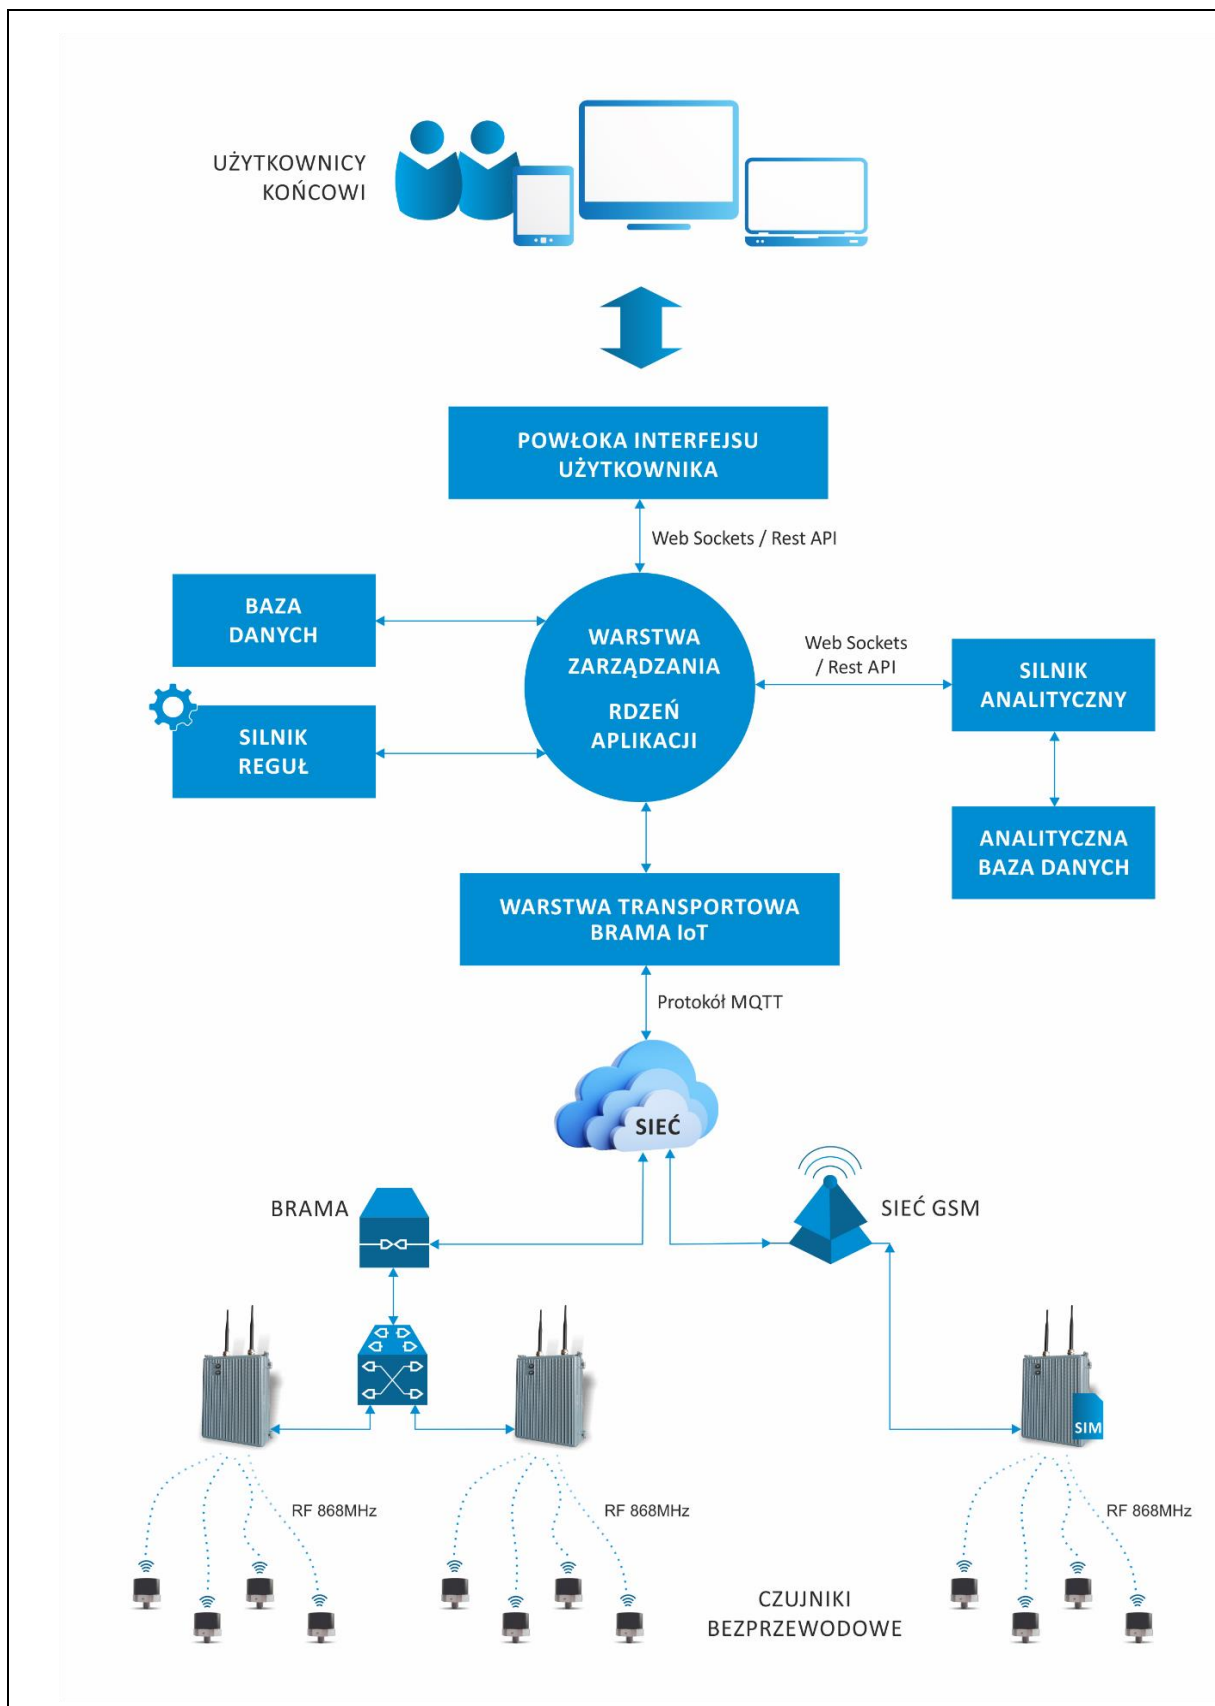 UŻYTKOWNICY
KOŃCOWI
POWŁOKA INTERFEJSU
UŻYTKOWNIKA
Web Sockets / Rest API
BAZA
DANYCH
WARSTWA
ZARZĄDZANIA
RDZEŃ
APLIKACJI
Web Sockets
/ Rest API
SILNIK
ANALITYCZNY
SILNIK
REGUŁ
ANALITYCZNA
BAZA DANYCH
WARSTWA TRANSPORTOWA
BRAMA IoT
Protokół MQTT
SIEĆ
BRAMA
SIEĆ GSM
SIM
RF 868MHz
RF 868MHz
RF 868MHz
CZUJNIKI
BEZPRZEWODOWE